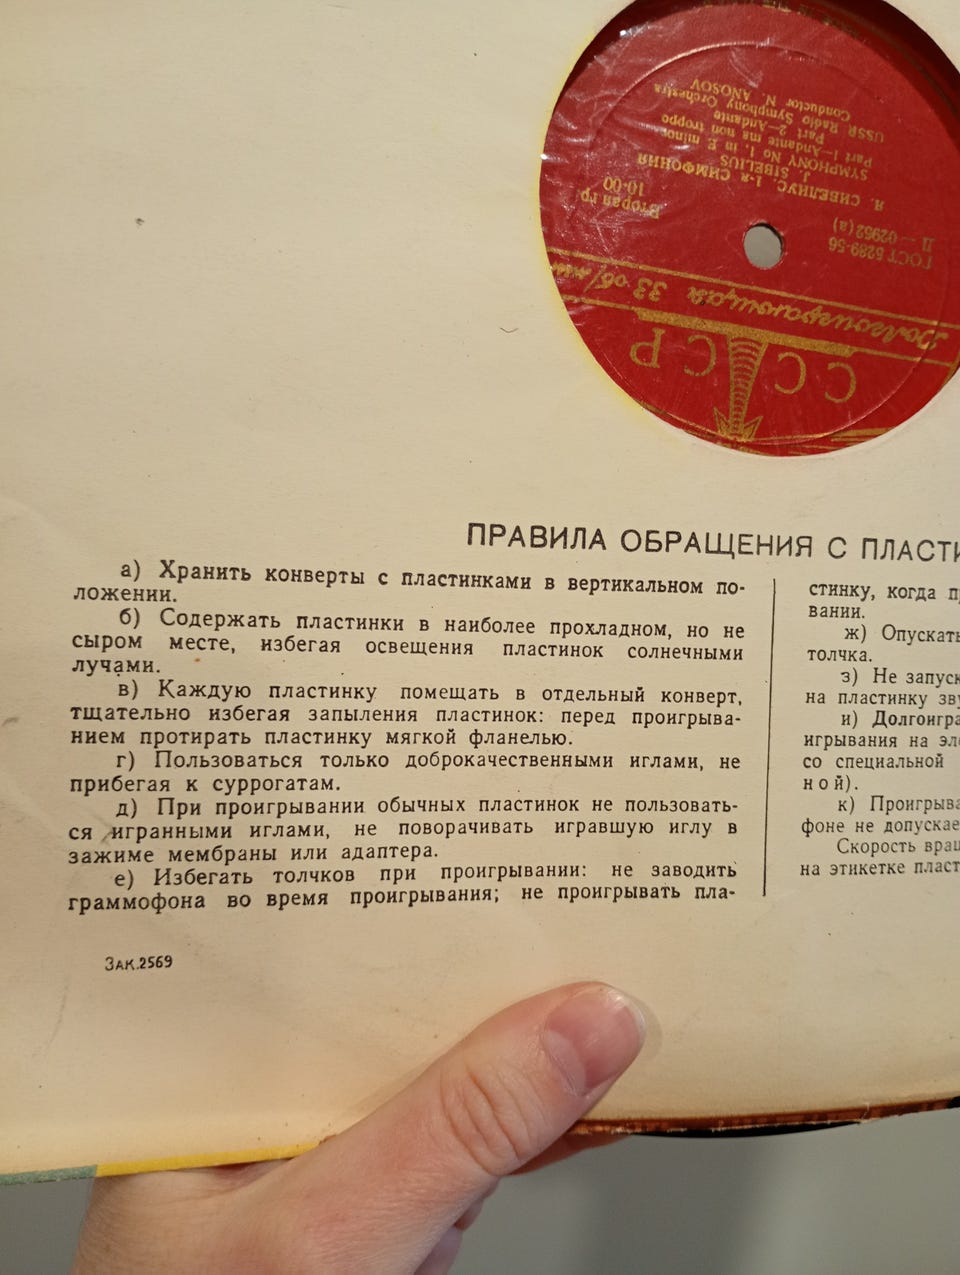 СССР
Долгоиграющая 33 об/мин
ГОСТ 5289-56
Д—02962(а)
Вторая гр
10-00
Я. СИБЕЛИУС. 1-я СИМФОНИЯ
J. SIBELIUS
SYMPHONY No 1, in E minor
Part 1—Andante ma non troppo
Part 2—Andante
USSR Radio Symphony Orchestra
Conductor N. ANOSOV
ПРАВИЛА ОБРАЩЕНИЯ С ПЛАСТИ
а) Хранить конверты с пластинками в вертикальном по-
ложении.
б) Содержать пластинки в наиболее прохладном, но не
сыром месте, избегая освещения пластинок солнечными
лучами.
в) Каждую пластинку помещать в отдельный конверт,
тщательно избегая запыления пластинок: перед проигрыва-
нием протирать пластинку мягкой фланелью.
г) Пользоваться только доброкачественными иглами, не
прибегая к суррогатам.
д) При проигрывании обычных пластинок не пользовать-
ся игранными иглами, не поворачивать игравшую иглу в
зажиме мембраны или адаптера.
е) Избегать толчков при проигрывании: не заводить
граммофона во время проигрывания; не проигрывать пла-
стинку, когда п
вании.
ж) Опускать
толчка.
з) Не запуск
на пластинку зву
и) Долгоигра
игрывания на эле
со специальной
ной).
к) Проигрыва
фоне не допускае
Скорость вращ
на этикетке пласт
Зак.2569